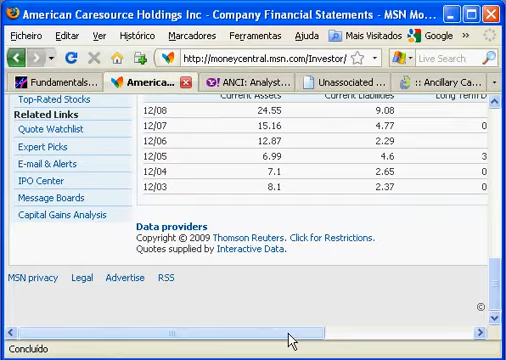 American Caresource Holdings Inc - Company Financial Statements - MSN Mo...
Ficheiro Editar Ver Histórico Marcadores Ferramentas Ajuda Mais Visitados Google
http://moneycentral.msn.com/Investor/
Fundamentals... America... ANCI: Analyst... Unassociated ... :: Ancillary Ca...
Current Assets Current Liabilities Long Term D
Top-Rated Stocks
12/08 24.55 9.08
Related Links
12/07 15.16 4.77 0
Quote Watchlist
12/06 12.87 2.29
Expert Picks
12/05 6.99 4.6 3
E-mail & Alerts
12/04 7.1 2.65 0
IPO Center
12/03 8.1 2.37 0
Message Boards
Capital Gains Analysis
Data providers
Copyright © 2009 Thomson Reuters. Click for Restrictions.
Quotes supplied by Interactive Data.
MSN privacy Legal Advertise RSS
©
Concluído